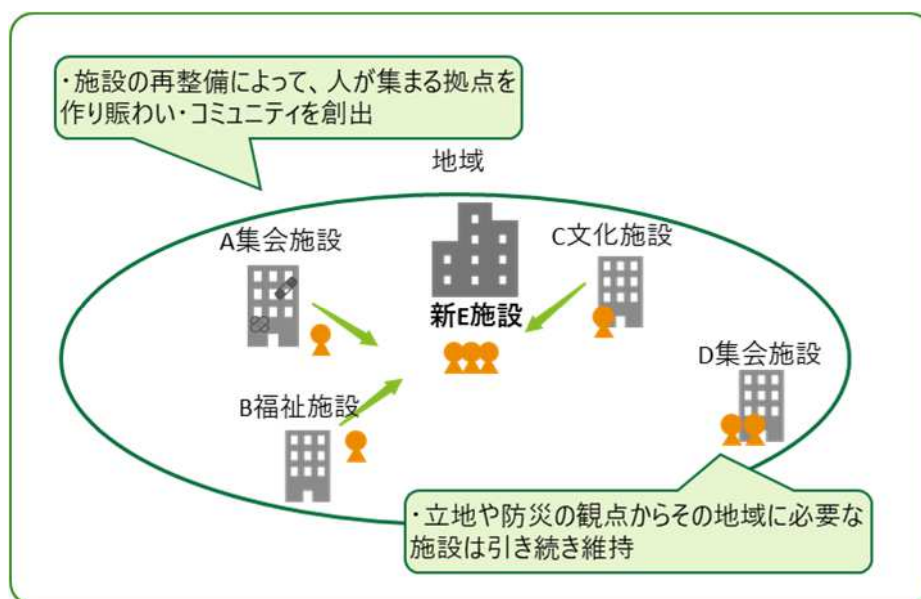 ・施設の再整備によって、人が集まる拠点を
作り賑わい・コミュニティを創出
地域
A集会施設
C文化施設
新E施設
D集会施設
B福祉施設
・立地や防災の観点からその地域に必要な
施設は引き続き維持